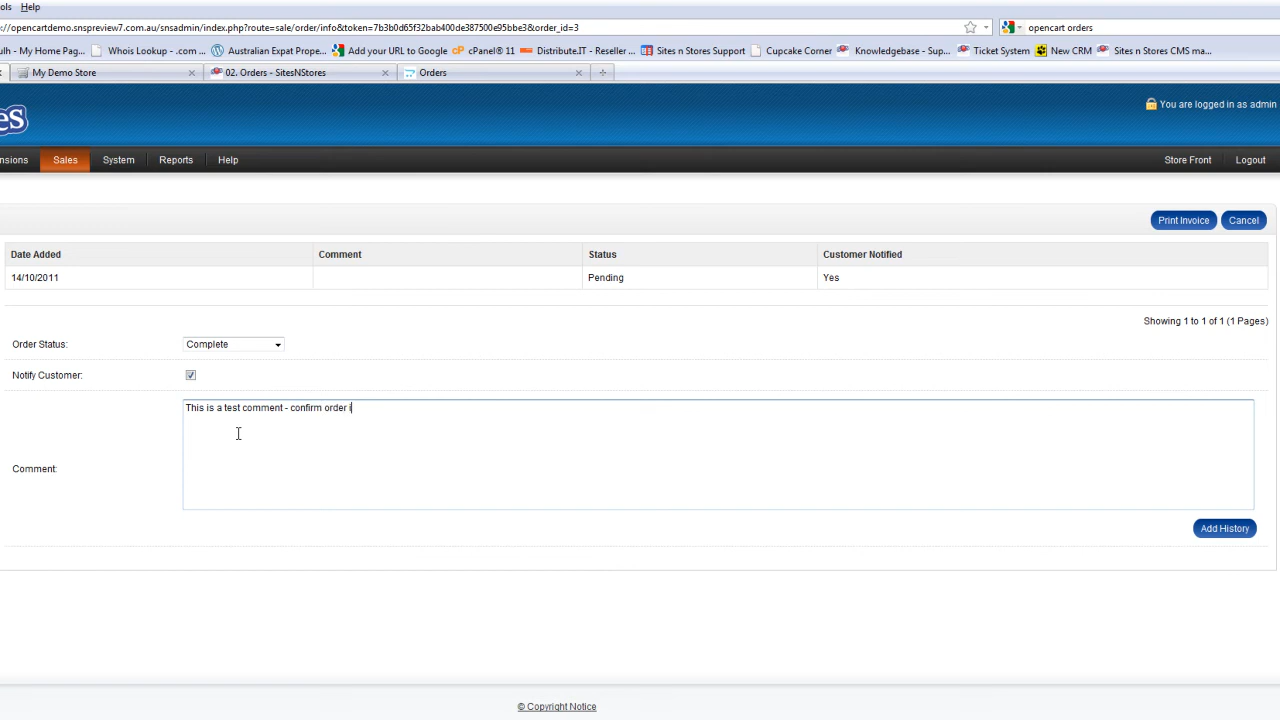 ols Help
://opencartdemo.snspreview7.com.au/snsadmin/index.php?route=sale/order/info&token=7b3b0d65f32bab400de387500e95bbe3&order_id=3 opencart orders
ulh - My Home Pag... Whois Lookup - .com ... Australian Expat Prope... Add your URL to Google cPanel® 11 Distribute.IT - Reseller ... Sites n Stores Support Cupcake Corner Knowledgebase - Sup... Ticket System New CRM Sites n Stores CMS ma...
My Demo Store 02. Orders - SitesNStores Orders
es You are logged in as admin
nsions Sales System Reports Help Store Front Logout
Print Invoice Cancel
Date Added Comment Status Customer Notified
14/10/2011 Pending Yes
Showing 1 to 1 of 1 (1 Pages)
Order Status: Complete
Notify Customer:
This is a test comment - confirm order i
Comment:
Add History
© Copyright Notice